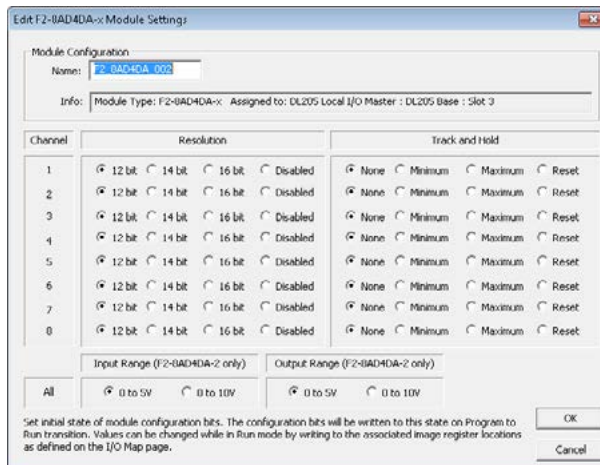 Edit F2-8AD4DA-x Module Settings
Module Configuration
Name: F2_8AD4DA_002
Info: Module Type: F2-8AD4DA-x Assigned to: DL205 Local I/O Master : DL205 Base : Slot 3
Channel Resolution Track and Hold
1 12 bit 14 bit 16 bit Disabled None Minimum Maximum Reset
2 12 bit 14 bit 16 bit Disabled None Minimum Maximum Reset
3 12 bit 14 bit 16 bit Disabled None Minimum Maximum Reset
4 12 bit 14 bit 16 bit Disabled None Minimum Maximum Reset
5 12 bit 14 bit 16 bit Disabled None Minimum Maximum Reset
6 12 bit 14 bit 16 bit Disabled None Minimum Maximum Reset
7 12 bit 14 bit 16 bit Disabled None Minimum Maximum Reset
8 12 bit 14 bit 16 bit Disabled None Minimum Maximum Reset
Input Range (F2-8AD4DA-2 only) Output Range (F2-8AD4DA-2 only)
All 0 to 5V 0 to 10V 0 to 5V 0 to 10V
Set initial state of module configuration bits. The configuration bits will be written to this state on Program to
Run transition. Values can be changed while in Run mode by writing to the associated image register locations
as defined on the I/O Map page.
OK
Cancel